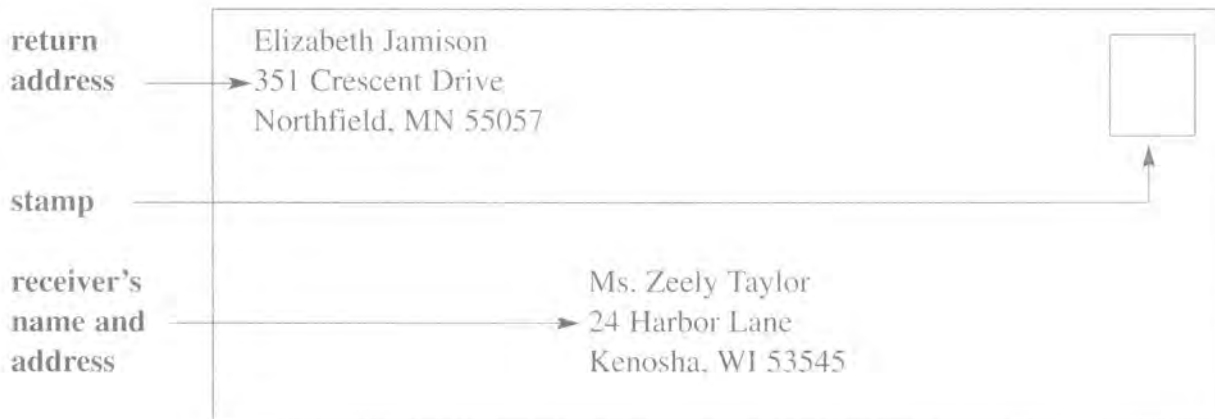 return
address
Elizabeth Jamison
351 Crescent Drive
Northfield, MN 55057
stamp
receiver's
name and
address
Ms. Zeely Taylor
24 Harbor Lane
Kenosha, WI 53545